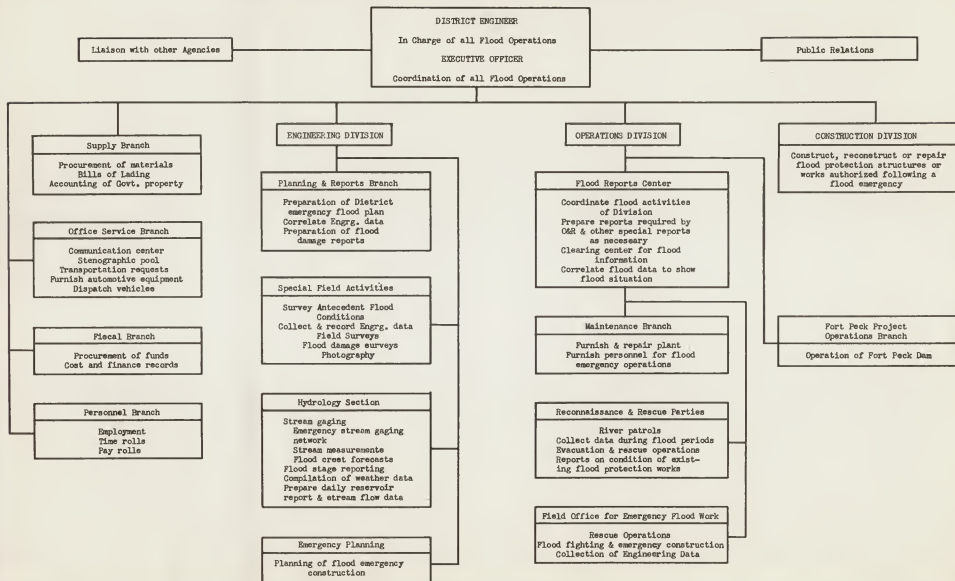 DISTRICT ENGINEER
In Charge of all Flood Operations
EXECUTIVE OFFICER
Coordination of all Flood Operations
Liaison with other Agencies
Public Relations
Supply Branch
Procurement of materials
Bills of Lading
Accounting of Govt. property
Office Service Branch
Communication center
Stenographic pool
Transportation requests
Furnish automotive equipment
Dispatch vehicles
Fiscal Branch
Procurement of funds
Cost and finance records
Personnel Branch
Employment
Time rolls
Pay rolls
ENGINEERING DIVISION
Planning & Reports Branch
Preparation of District
emergency flood plan
Correlate Engrg. data
Preparation of flood
damage reports
Special Field Activities
Survey Antecedent Flood
Conditions
Collect & record Engrg. data
Field Surveys
Flood damage surveys
Photography
Hydrology Section
Stream gaging
Emergency stream gaging
network
Stream measurements
Flood crest forecasts
Flood stage reporting
Compilation of weather data
Prepare daily reservoir
report & stream flow data
Emergency Planning
Planning of flood emergency
construction
OPERATIONS DIVISION
Flood Reports Center
Coordinate flood activities
of Division
Prepare reports required by
O&R & other special reports
as necessary
Clearing center for flood
information
Correlate flood data to show
flood situation
Maintenance Branch
Furnish & repair plant
Furnish personnel for flood
emergency operations
Reconnaissance & Rescue Parties
River patrols
Collect data during flood periods
Evacuation & rescue operations
Reports on condition of exist-
ing flood protection works
Field Office for Emergency Flood Work
Rescue Operations
Flood fighting & emergency construction
Collection of Engineering Data
CONSTRUCTION DIVISION
Construct, reconstruct or repair
flood protection structures or
works authorized following a
flood emergency
Fort Peck Project
Operations Branch
Operation of Fort Peck Dam